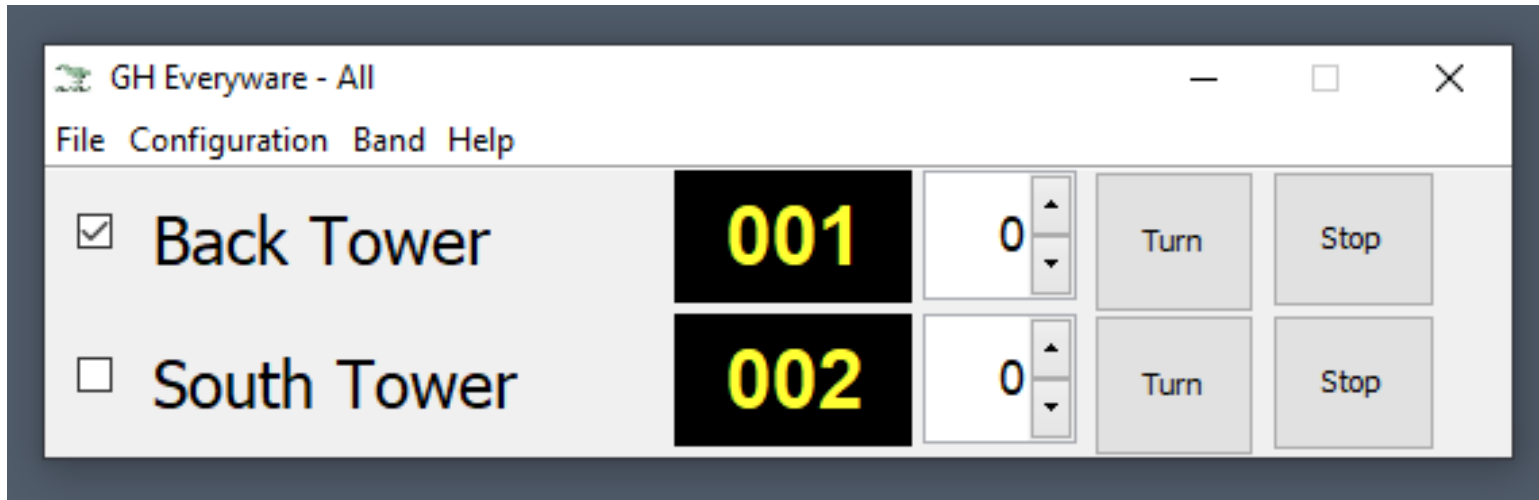 GH Everyware - All
File Configuration Band Help
Back Tower 001 0 Turn Stop
South Tower 002 0 Turn Stop